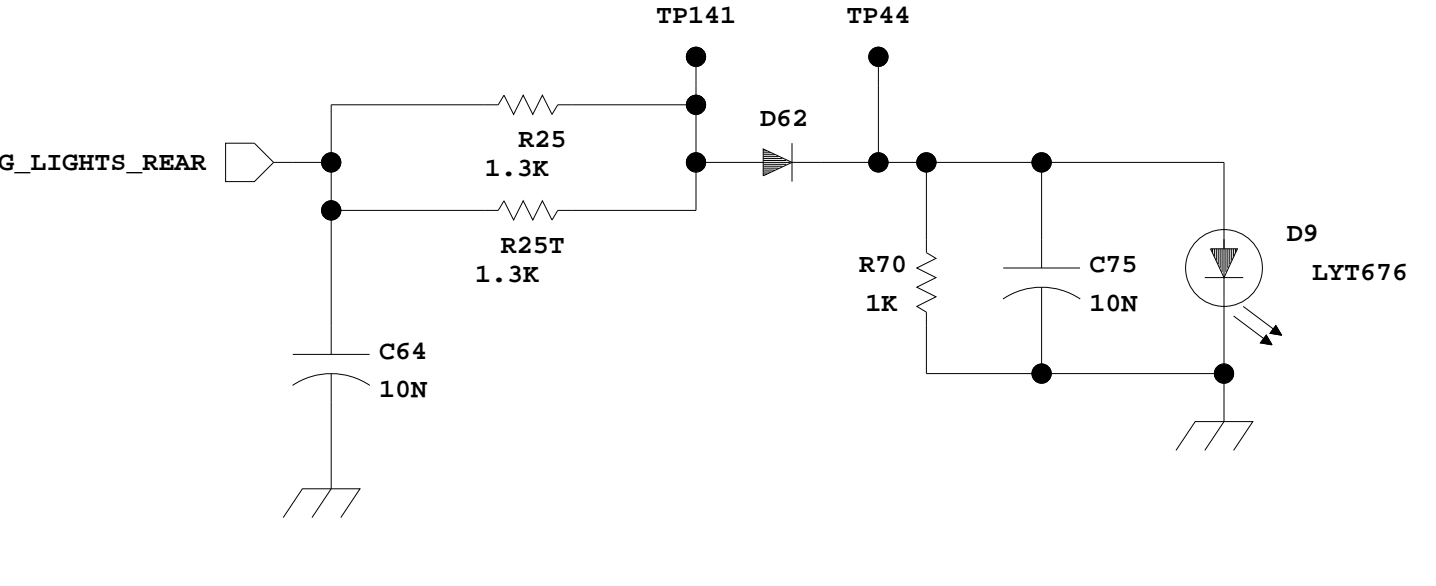 TP141
TP44
D62
G_LIGHTS_REAR
R25
1.3K
R25T
1.3K
D9
LYT676
R70
1K
C75
10N
C64
10N